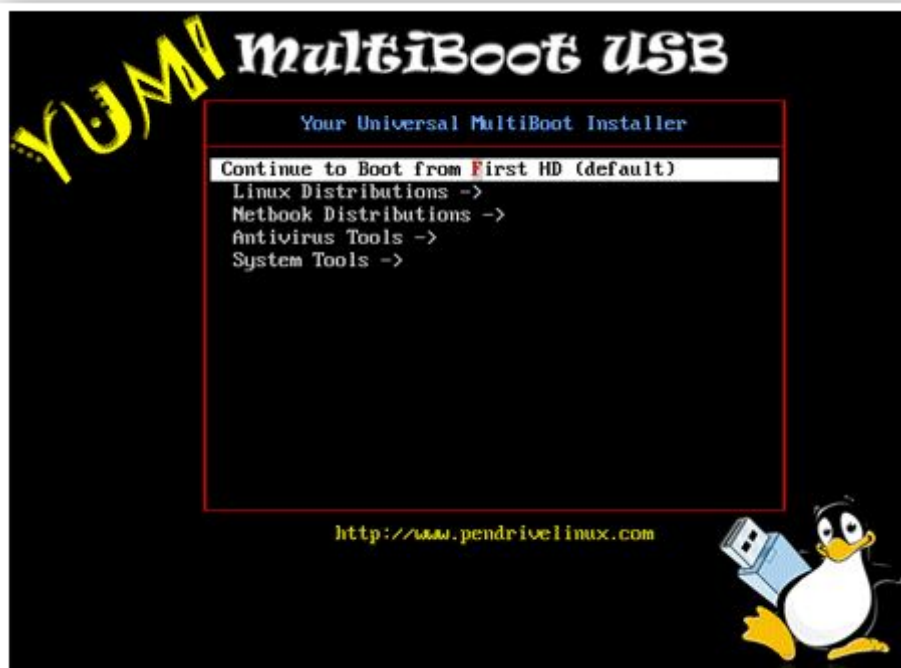 YUMI MultiBoot USB
Your Universal MultiBoot Installer
Continue to Boot from First HD (default)
Linux Distributions ->
Netbook Distributions ->
Antivirus Tools ->
System Tools ->
http://www.pendrivelinux.com